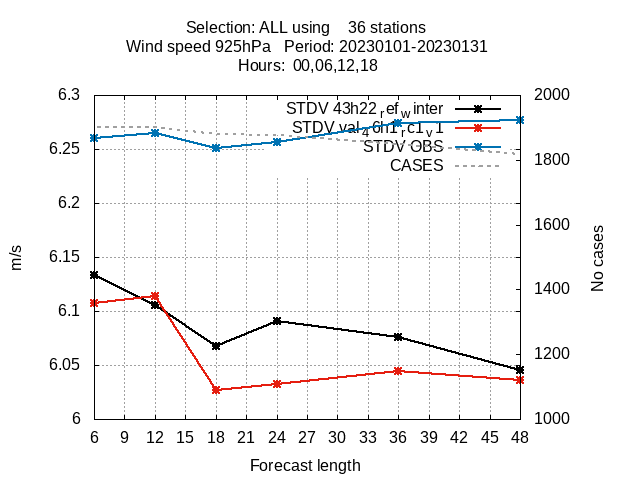 Selection: ALL using    36 stations
Wind speed 925hPa   Period: 20230101-20230131
Hours: 00,06,12,18
6.3
2000
STDV 43h22ref_winter
STDV val46h1rc1v1
STDV OBS
CASES
6.25
1800
6.2
1600
6.15
1400
6.1
1200
6.05
6
1000
m/s
No cases
6 9 12 15 18 21 24 27 30 33 36 39 42 45 48
Forecast length